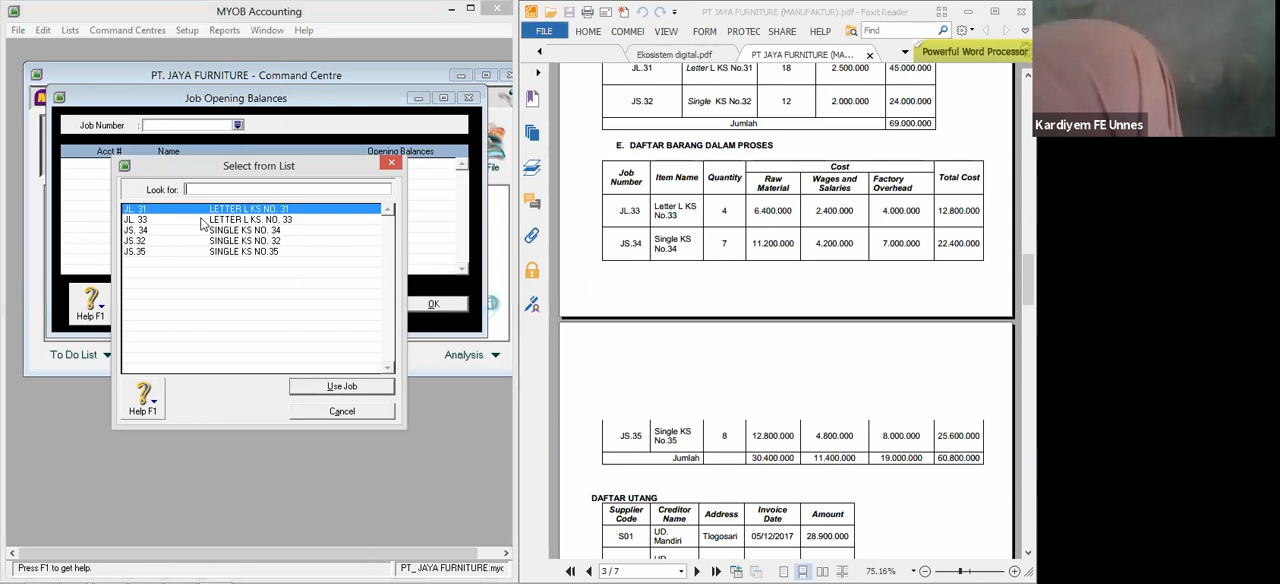 MYOB Accounting
File Edit Lists Command Centres Setup Reports Window Help
PT. JAYA FURNITURE - Command Centre
Job Opening Balances
Job Number :
Acct # Name Opening Balances
File
Select from List
Look for:
JL. 31 LETTER L KS NO. 31
JL. 33 LETTER L KS. NO. 33
JS. 34 SINGLE KS NO. 34
JS.32 SINGLE KS NO. 32
JS.35 SINGLE KS NO.35
OK
Help F1
To Do List Analysis
Use Job
Cancel
Help F1
Press F1 to get help. PT_ JAYA FURNITURE.myc
PT JAYA FURNITURE (MANUFAKTUR).pdf - Foxit Reader
FILE HOME COMMEI VIEW FORM PROTEC SHARE HELP Find
Ekosistem digital.pdf PT JAYA FURNITURE (MA... Powerful Word Processor
JL.31 Letter L KS No.31 18 2.500.000 45.000.000
JS.32 Single KS No.32 12 2.000.000 24.000.000
Jumlah 69.000.000
E. DAFTAR BARANG DALAM PROSES
Job Number Item Name Quantity Cost Total Cost
Raw Material Wages and Salaries Factory Overhead
JL.33 Letter L KS No.33 4 6.400.000 2.400.000 4.000.000 12.800.000
JS.34 Single KS No.34 7 11.200.000 4.200.000 7.000.000 22.400.000
JS.35 Single KS No.35 8 12.800.000 4.800.000 8.000.000 25.600.000
Jumlah 30.400.000 11.400.000 19.000.000 60.800.000
DAFTAR UTANG
Supplier Code Creditor Name Address Invoice Date Amount
S01 UD. Mandiri Tlogosari 05/12/2017 28.900.000
3 / 7 75.16%
Kardiyem FE Unnes